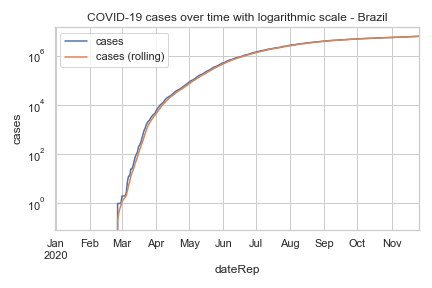 COVID-19 cases over time with logarithmic scale - Brazil
cases
cases (rolling)
cases
10^6
10^4
10^2
10^0
Jan Feb Mar Apr May Jun Jul Aug Sep Oct Nov
2020
dateRep